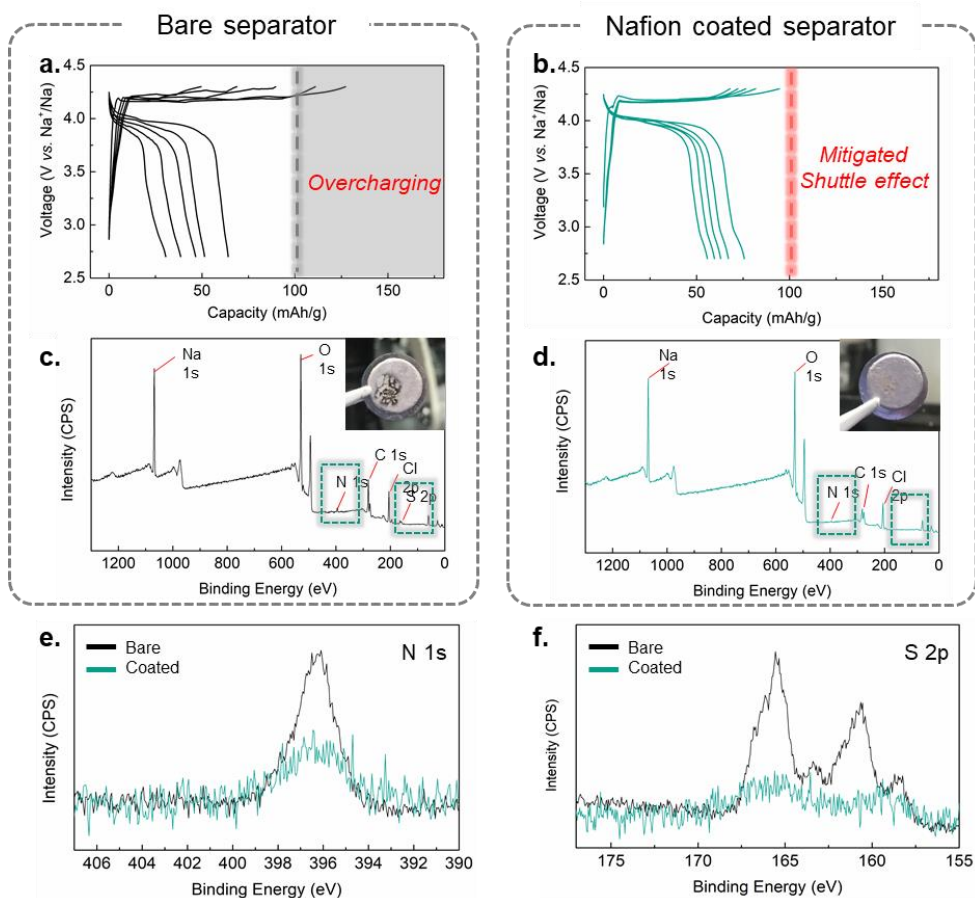 Bare separator
Nafion coated separator
a.
4.5
4.0
3.5
3.0
2.5
Voltage (V vs. Na⁺/Na)
Overcharging
0
50
100
150
Capacity (mAh/g)
b.
4.5
4.0
3.5
3.0
2.5
Voltage (V vs. Na⁺/Na)
Mitigated
Shuttle effect
0
50
100
150
Capacity (mAh/g)
c.
Intensity (CPS)
Na
1s
O
1s
C 1s
N 1s
Cl
2p
S 2p
1200
1000
800
600
400
200
0
Binding Energy (eV)
d.
Intensity (CPS)
Na
1s
O
1s
C 1s
N 1s
Cl
2p
1200
1000
800
600
400
200
0
Binding Energy (eV)
e.
Bare
Coated
N 1s
Intensity (CPS)
406
404
402
400
398
396
394
392
390
Binding Energy (eV)
f.
Bare
Coated
S 2p
Intensity (CPS)
175
170
165
160
155
Binding Energy (eV)